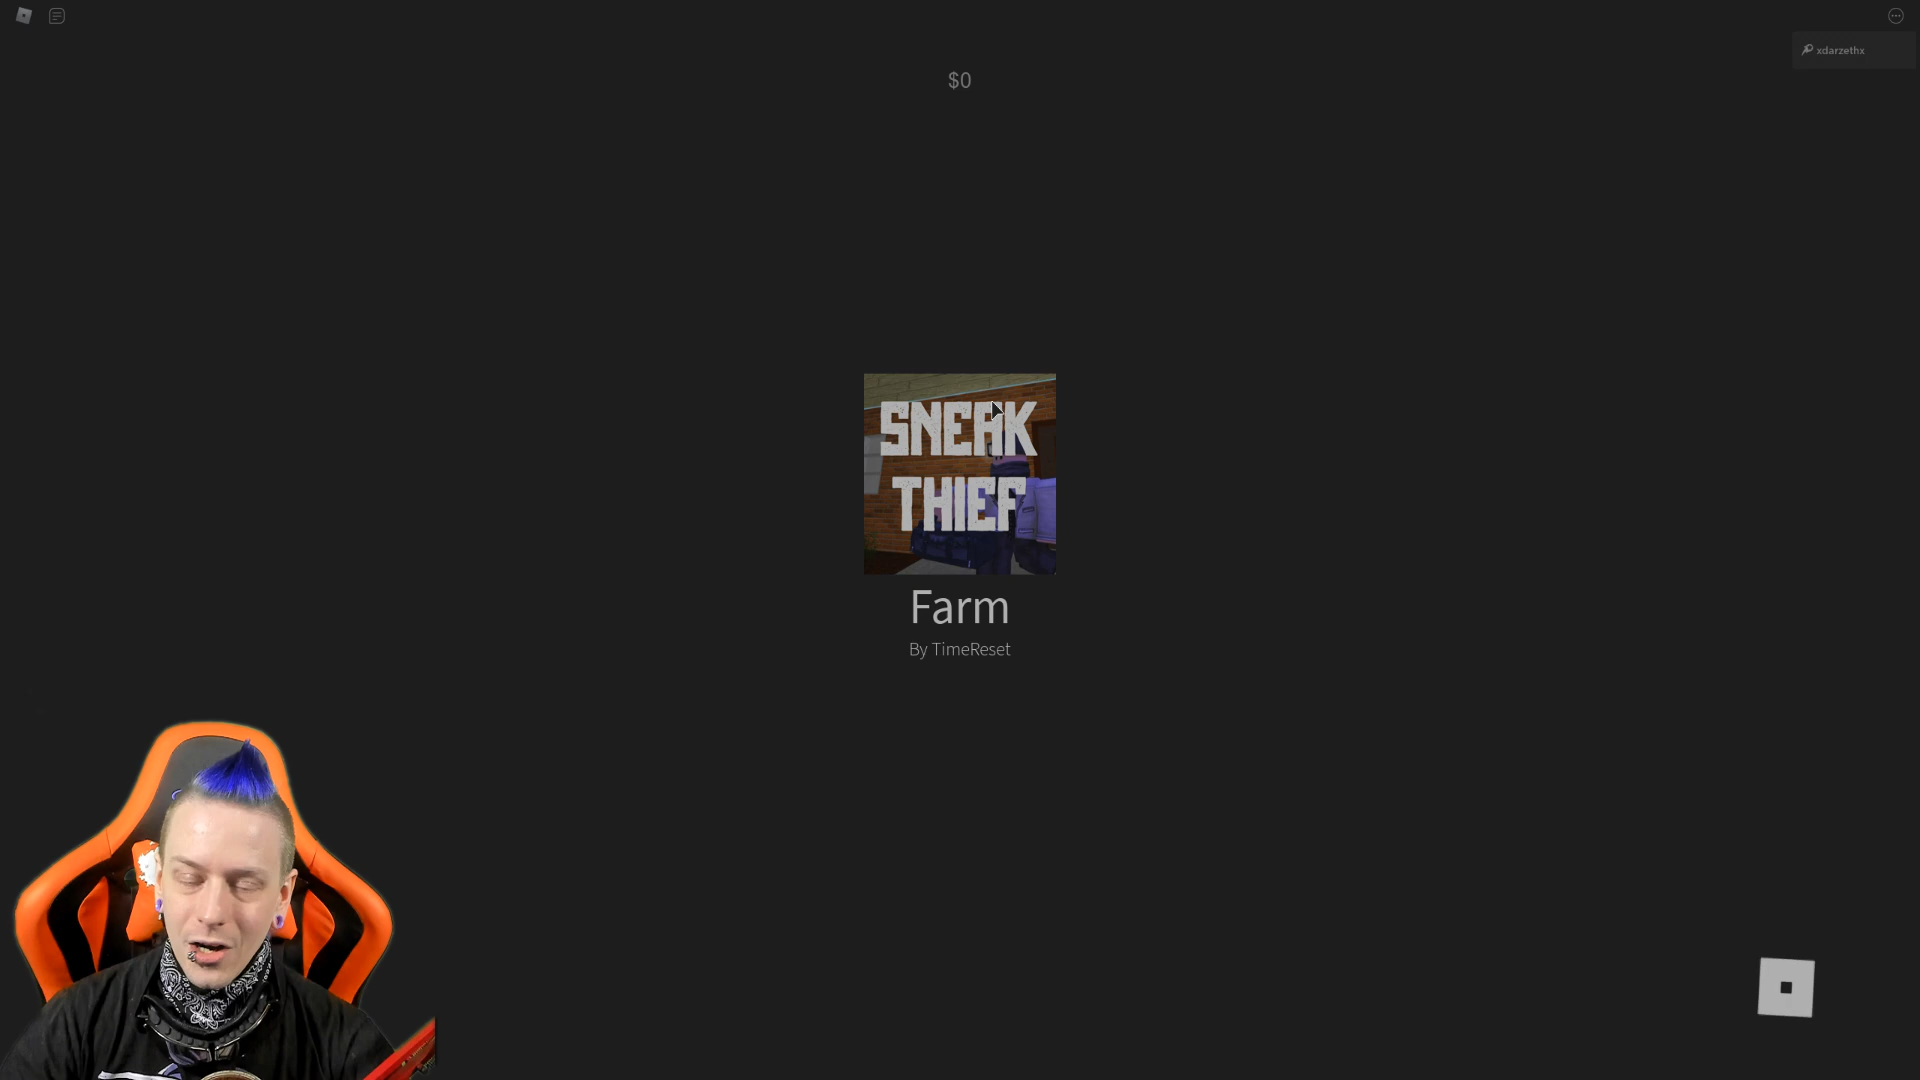 xdarzethx
$0
SNEAK
THIEF
Farm
By TimeReset